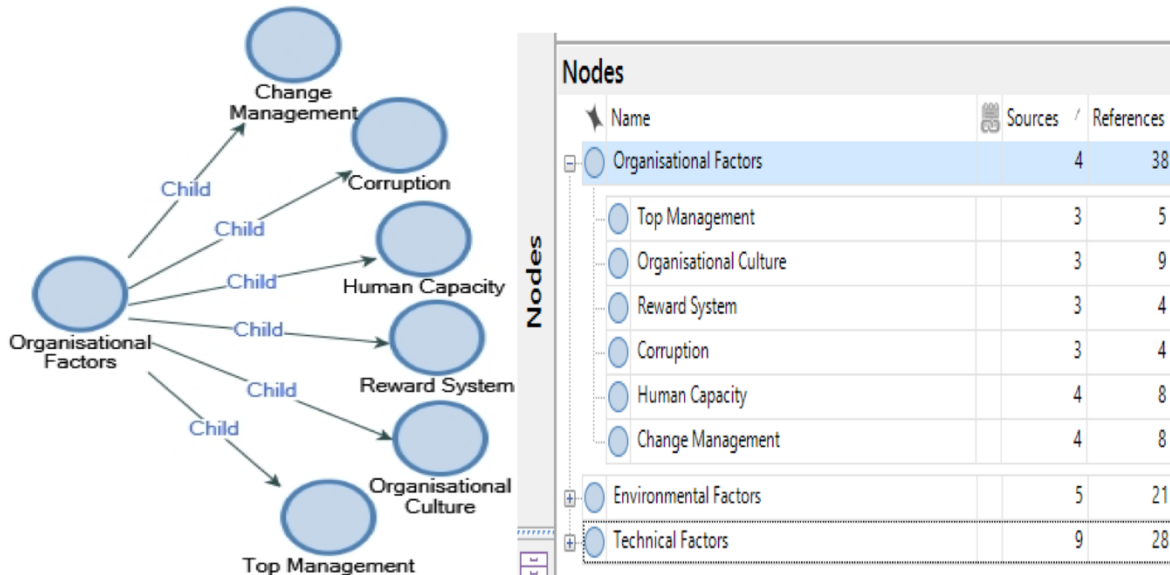 Change
Management
Child
Corruption
Child
Child
Human Capacity
Organisational
Factors
Child
Reward System
Child
Organisational
Culture
Child
Top Management
Nodes
Nodes
Name Sources References
Organisational Factors 4 38
Top Management 3 5
Organisational Culture 3 9
Reward System 3 4
Corruption 3 4
Human Capacity 4 8
Change Management 4 8
Environmental Factors 5 21
Technical Factors 9 28